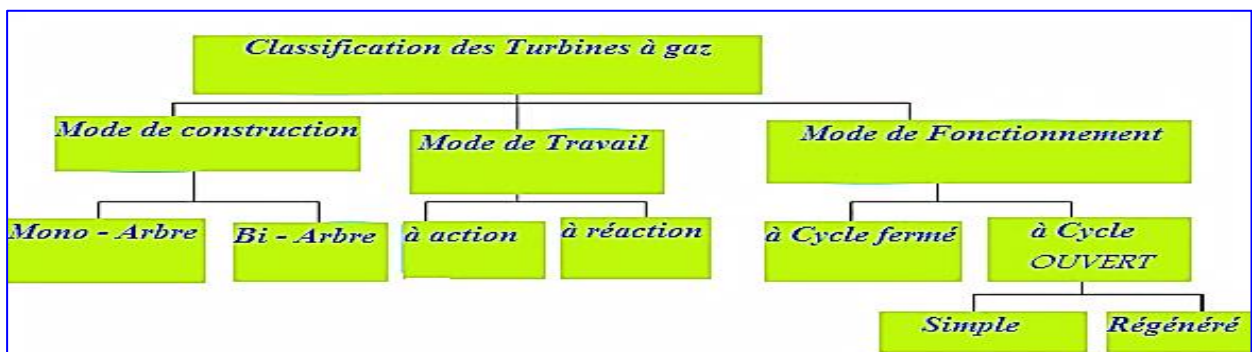 Classification des Turbines à gaz
Mode de construction
Mode de Travail
Mode de Fonctionnement
Mono - Arbre
Bi - Arbre
à action
à réaction
à Cycle fermé
à Cycle
OUVERT
Simple
Régénéré